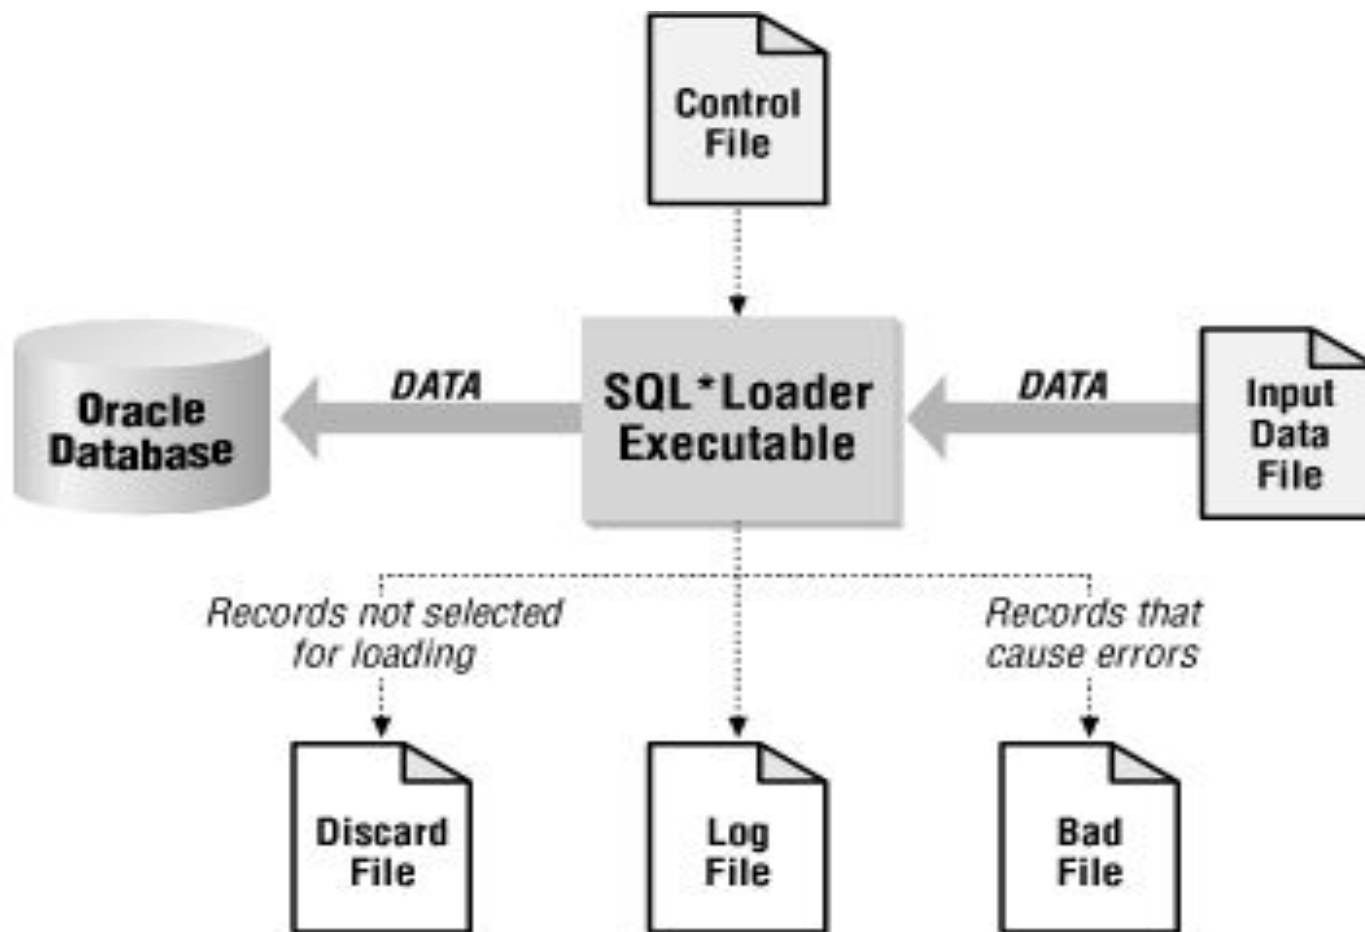 Control
File
Oracle
Database
DATA
SQL*Loader
Executable
DATA
Input
Data
File
Records not selected
for loading
Records that
cause errors
Discard
File
Log
File
Bad
File